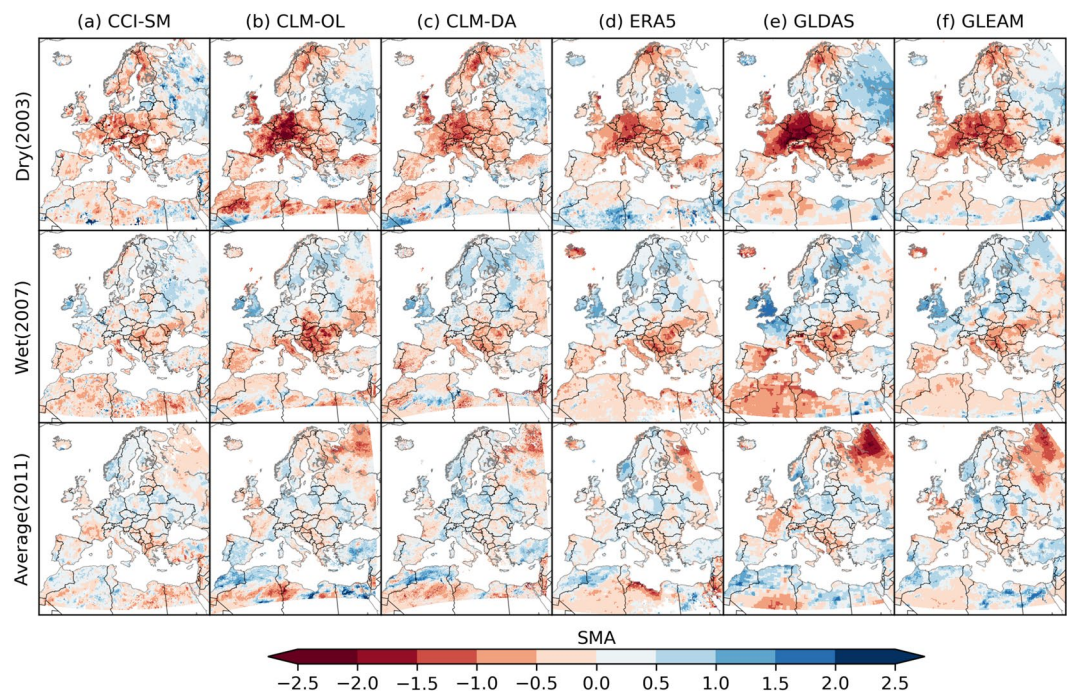 (a) CCI-SM (b) CLM-OL (c) CLM-DA (d) ERA5 (e) GLDAS (f) GLEAM
Dry(2003)
Wet(2007)
Average(2011)
SMA
−2.5 −2.0 −1.5 −1.0 −0.5 0.0 0.5 1.0 1.5 2.0 2.5